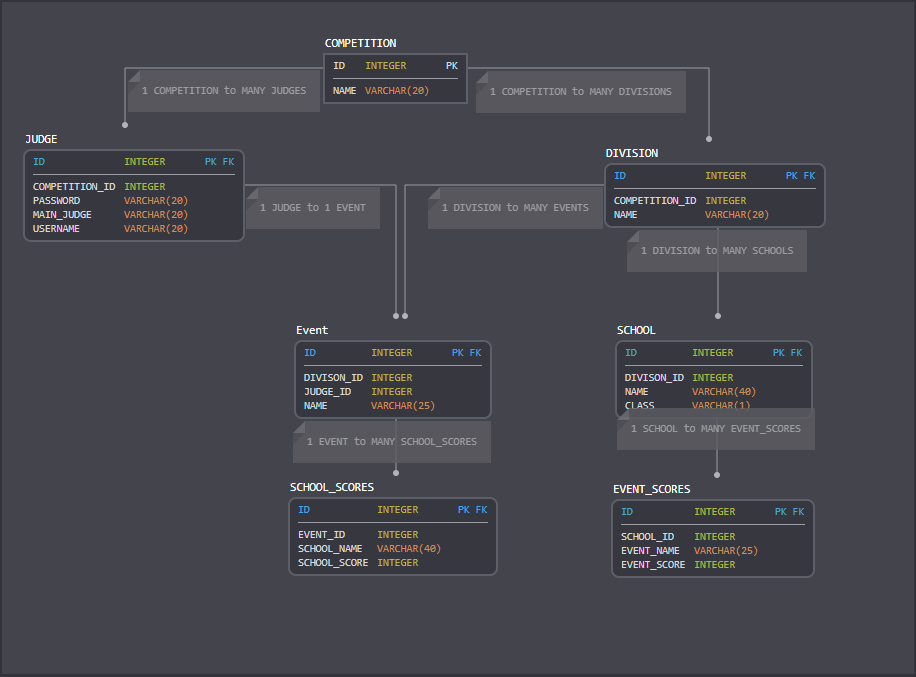 COMPETITION
ID INTEGER PK
NAME VARCHAR(20)
1 COMPETITION to MANY JUDGES
1 COMPETITION to MANY DIVISIONS
JUDGE
ID INTEGER PK FK
COMPETITION_ID INTEGER
PASSWORD VARCHAR(20)
MAIN_JUDGE VARCHAR(20)
USERNAME VARCHAR(20)
DIVISION
ID INTEGER PK FK
COMPETITION_ID INTEGER
NAME VARCHAR(20)
1 JUDGE to 1 EVENT
1 DIVISION to MANY EVENTS
1 DIVISION to MANY SCHOOLS
Event
ID INTEGER PK FK
DIVISON_ID INTEGER
JUDGE_ID INTEGER
NAME VARCHAR(25)
SCHOOL
ID INTEGER PK FK
DIVISON_ID INTEGER
NAME VARCHAR(40)
CLASS VARCHAR(1)
1 EVENT to MANY SCHOOL_SCORES
1 SCHOOL to MANY EVENT_SCORES
SCHOOL_SCORES
ID INTEGER PK FK
EVENT_ID INTEGER
SCHOOL_NAME VARCHAR(40)
SCHOOL_SCORE INTEGER
EVENT_SCORES
ID INTEGER PK FK
SCHOOL_ID INTEGER
EVENT_NAME VARCHAR(25)
EVENT_SCORE INTEGER